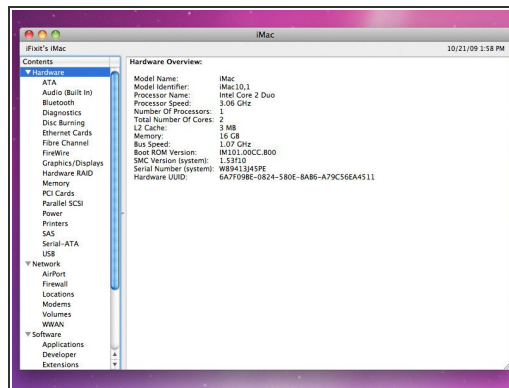 iMac
iFixit's iMac 10/21/09 1:58 PM
Contents
Hardware
ATA
Audio (Built In)
Bluetooth
Diagnostics
Disc Burning
Ethernet Cards
Fibre Channel
FireWire
Graphics/Displays
Hardware RAID
Memory
PCI Cards
Parallel SCSI
Power
Printers
SAS
Serial-ATA
USB
Network
AirPort
Firewall
Locations
Modems
Volumes
WWAN
Software
Applications
Developer
Extensions
Hardware Overview:
Model Name: iMac
Model Identifier: iMac10,1
Processor Name: Intel Core 2 Duo
Processor Speed: 3.06 GHz
Number Of Processors: 1
Total Number Of Cores: 2
L2 Cache: 3 MB
Memory: 16 GB
Bus Speed: 1.07 GHz
Boot ROM Version: IM101.00CC.B00
SMC Version (system): 1.53f10
Serial Number (system): W89413J45PE
Hardware UUID: 6A7F09BE-0824-580E-8AB6-A79C56EA4511